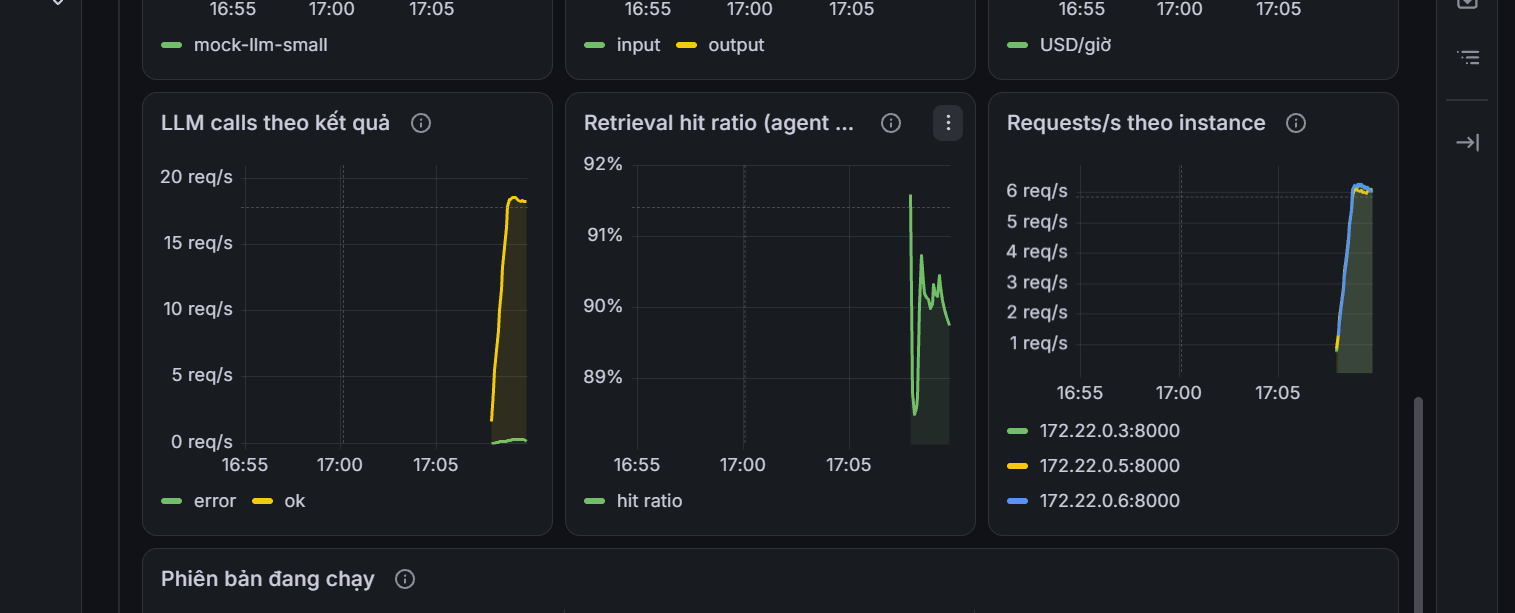 16:55 17:00 17:05 16:55 17:00 17:05 16:55 17:00 17:05
mock-llm-small input output USD/giờ
LLM calls theo kết quả
20 req/s
15 req/s
10 req/s
5 req/s
0 req/s
16:55 17:00 17:05
error ok
Retrieval hit ratio (agent ...
92%
91%
90%
89%
16:55 17:00 17:05
hit ratio
Requests/s theo instance
6 req/s
5 req/s
4 req/s
3 req/s
2 req/s
1 req/s
16:55 17:00 17:05
172.22.0.3:8000
172.22.0.5:8000
172.22.0.6:8000
Phiên bản đang chạy